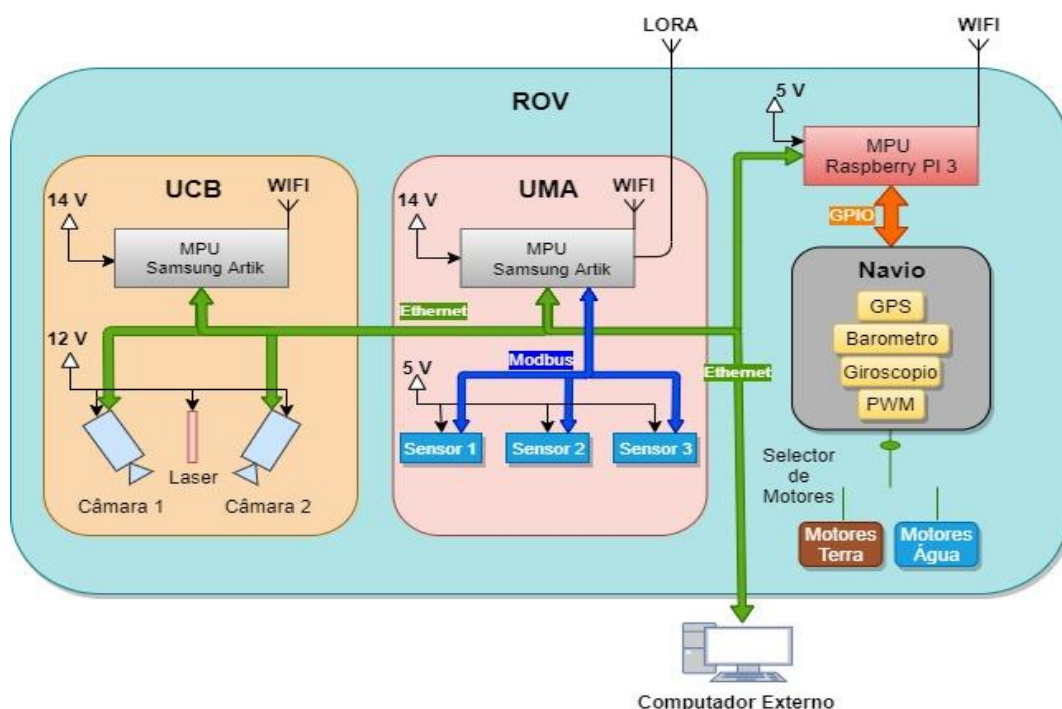 LORA
WIFI
ROV
5 V
MPU
Raspberry PI 3
UCB
WIFI
14 V
MPU
Samsung Artik
UMA
WIFI
14 V
MPU
Samsung Artik
GPIO
Navio
GPS
Barometro
Giroscopio
PWM
Ethernet
12 V
Modbus
5 V
Ethernet
Sensor 1
Sensor 2
Sensor 3
Laser
Câmara 1
Câmara 2
Selector
de
Motores
Motores
Terra
Motores
Água
Computador Externo